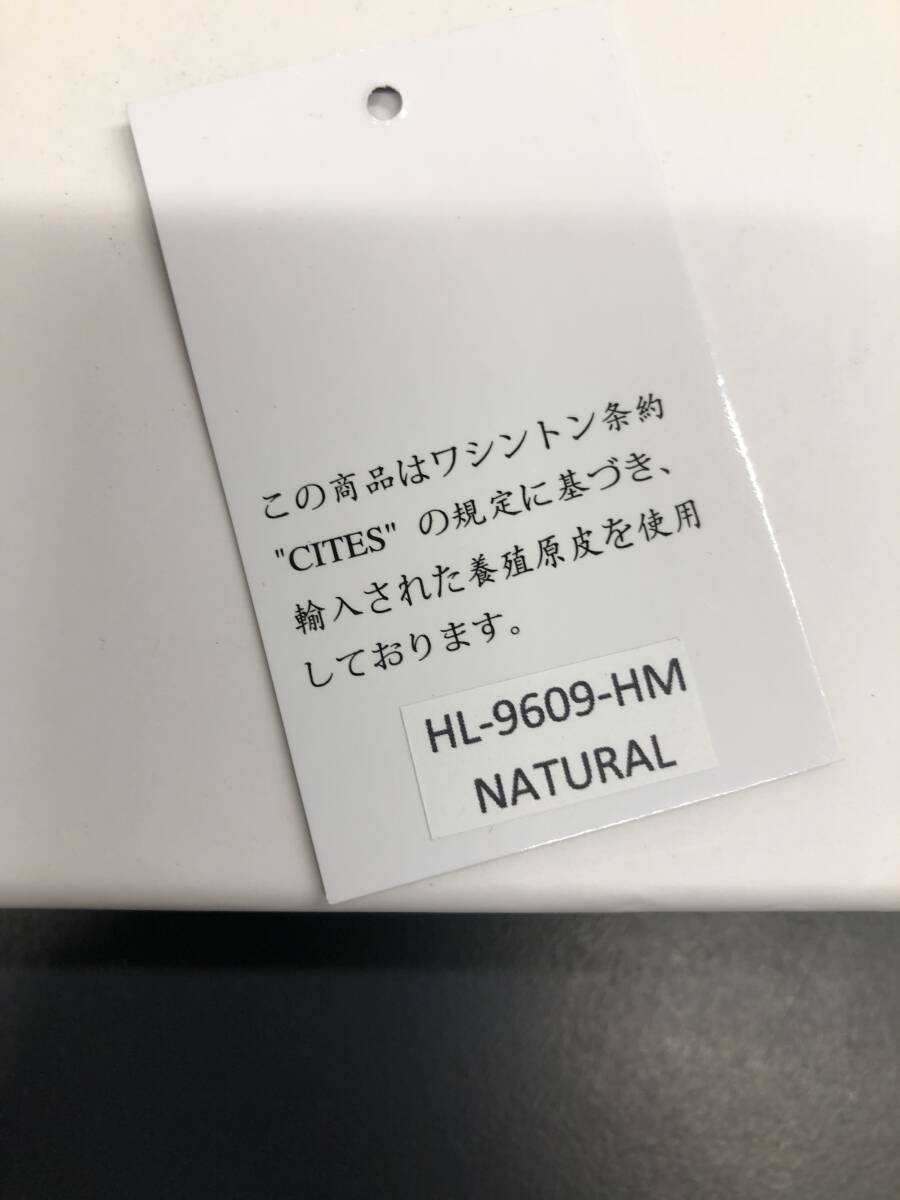 この商品はワシントン条約
"CITES" の規定に基づき、
輸入された養殖原皮を使用
しております。
HL-9609-HM
NATURAL